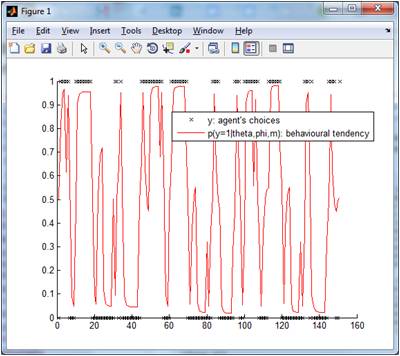 Figure 1
File Edit View Insert Tools Desktop Window Help
1
0.9
0.8
0.7
0.6
0.5
0.4
0.3
0.2
0.1
0
0 20 40 60 80 100 120 140 160
y: agent's choices
p(y=1|theta,phi,m): behavioural tendency